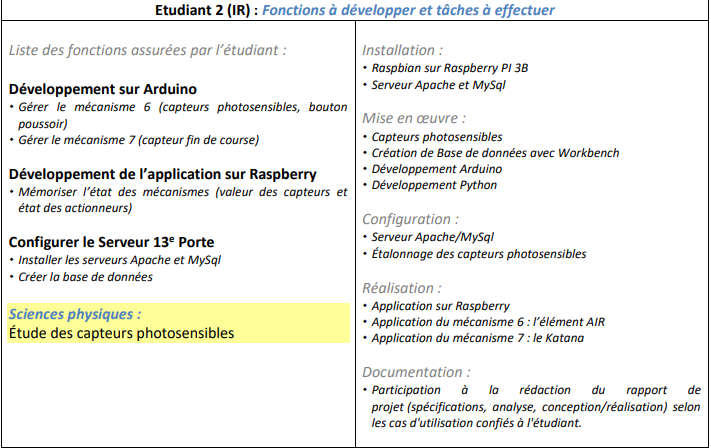 Etudiant 2 (IR) : Fonctions à développer et tâches à effectuer
Liste des fonctions assurées par l'étudiant :
Développement sur Arduino
• Gérer le mécanisme 6 (capteurs photosensibles, bouton
poussoir)
• Gérer le mécanisme 7 (capteur fin de course)
Développement de l'application sur Raspberry
• Mémoriser l'état des mécanismes (valeur des capteurs et
état des actionneurs)
Configurer le Serveur 13e Porte
• Installer les serveurs Apache et MySql
• Créer la base de données
Sciences physiques :
Étude des capteurs photosensibles
Installation :
• Raspbian sur Raspberry PI 3B
• Serveur Apache et MySql
Mise en œuvre :
• Capteurs photosensibles
• Création de Base de données avec Workbench
• Développement Arduino
• Développement Python
Configuration :
• Serveur Apache/MySql
• Étalonnage des capteurs photosensibles
Réalisation :
• Application sur Raspberry
• Application du mécanisme 6 : l'élément AIR
• Application du mécanisme 7 : le Katana
Documentation :
• Participation à la rédaction du rapport de
projet (spécifications, analyse, conception/réalisation) selon
les cas d'utilisation confiés à l'étudiant.